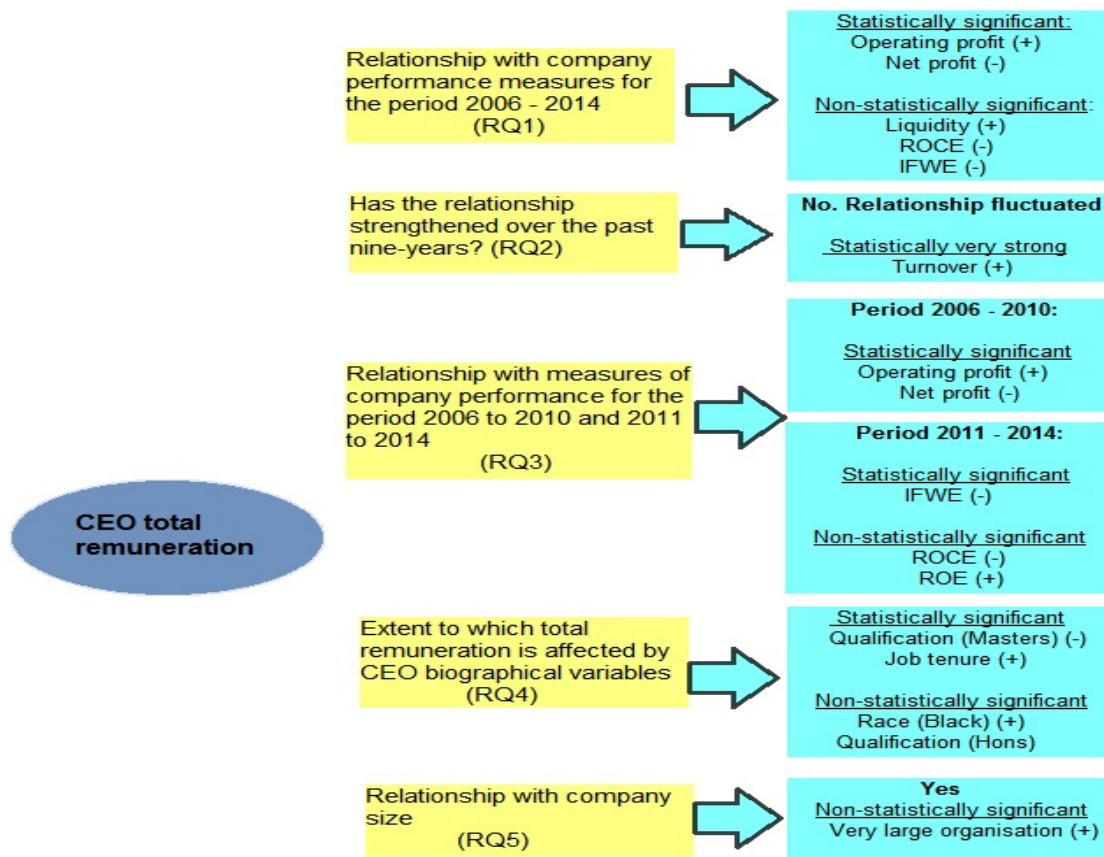 CEO total
remuneration
Relationship with company
performance measures for
the period 2006 - 2014
(RQ1)
Statistically significant:
Operating profit (+)
Net profit (-)
Non-statistically significant:
Liquidity (+)
ROCE (-)
IFWE (-)
Has the relationship
strengthened over the past
nine-years? (RQ2)
No. Relationship fluctuated
Statistically very strong
Turnover (+)
Relationship with measures of
company performance for the
period 2006 to 2010 and 2011
to 2014
(RQ3)
Period 2006 - 2010:
Statistically significant
Operating profit (+)
Net profit (-)
Period 2011 - 2014:
Statistically significant
IFWE (-)
Non-statistically significant
ROCE (-)
ROE (+)
Extent to which total
remuneration is affected by
CEO biographical variables
(RQ4)
Statistically significant
Qualification (Masters) (-)
Job tenure (+)
Non-statistically significant
Race (Black) (+)
Qualification (Hons)
Relationship with company
size
(RQ5)
Yes
Non-statistically significant
Very large organisation (+)